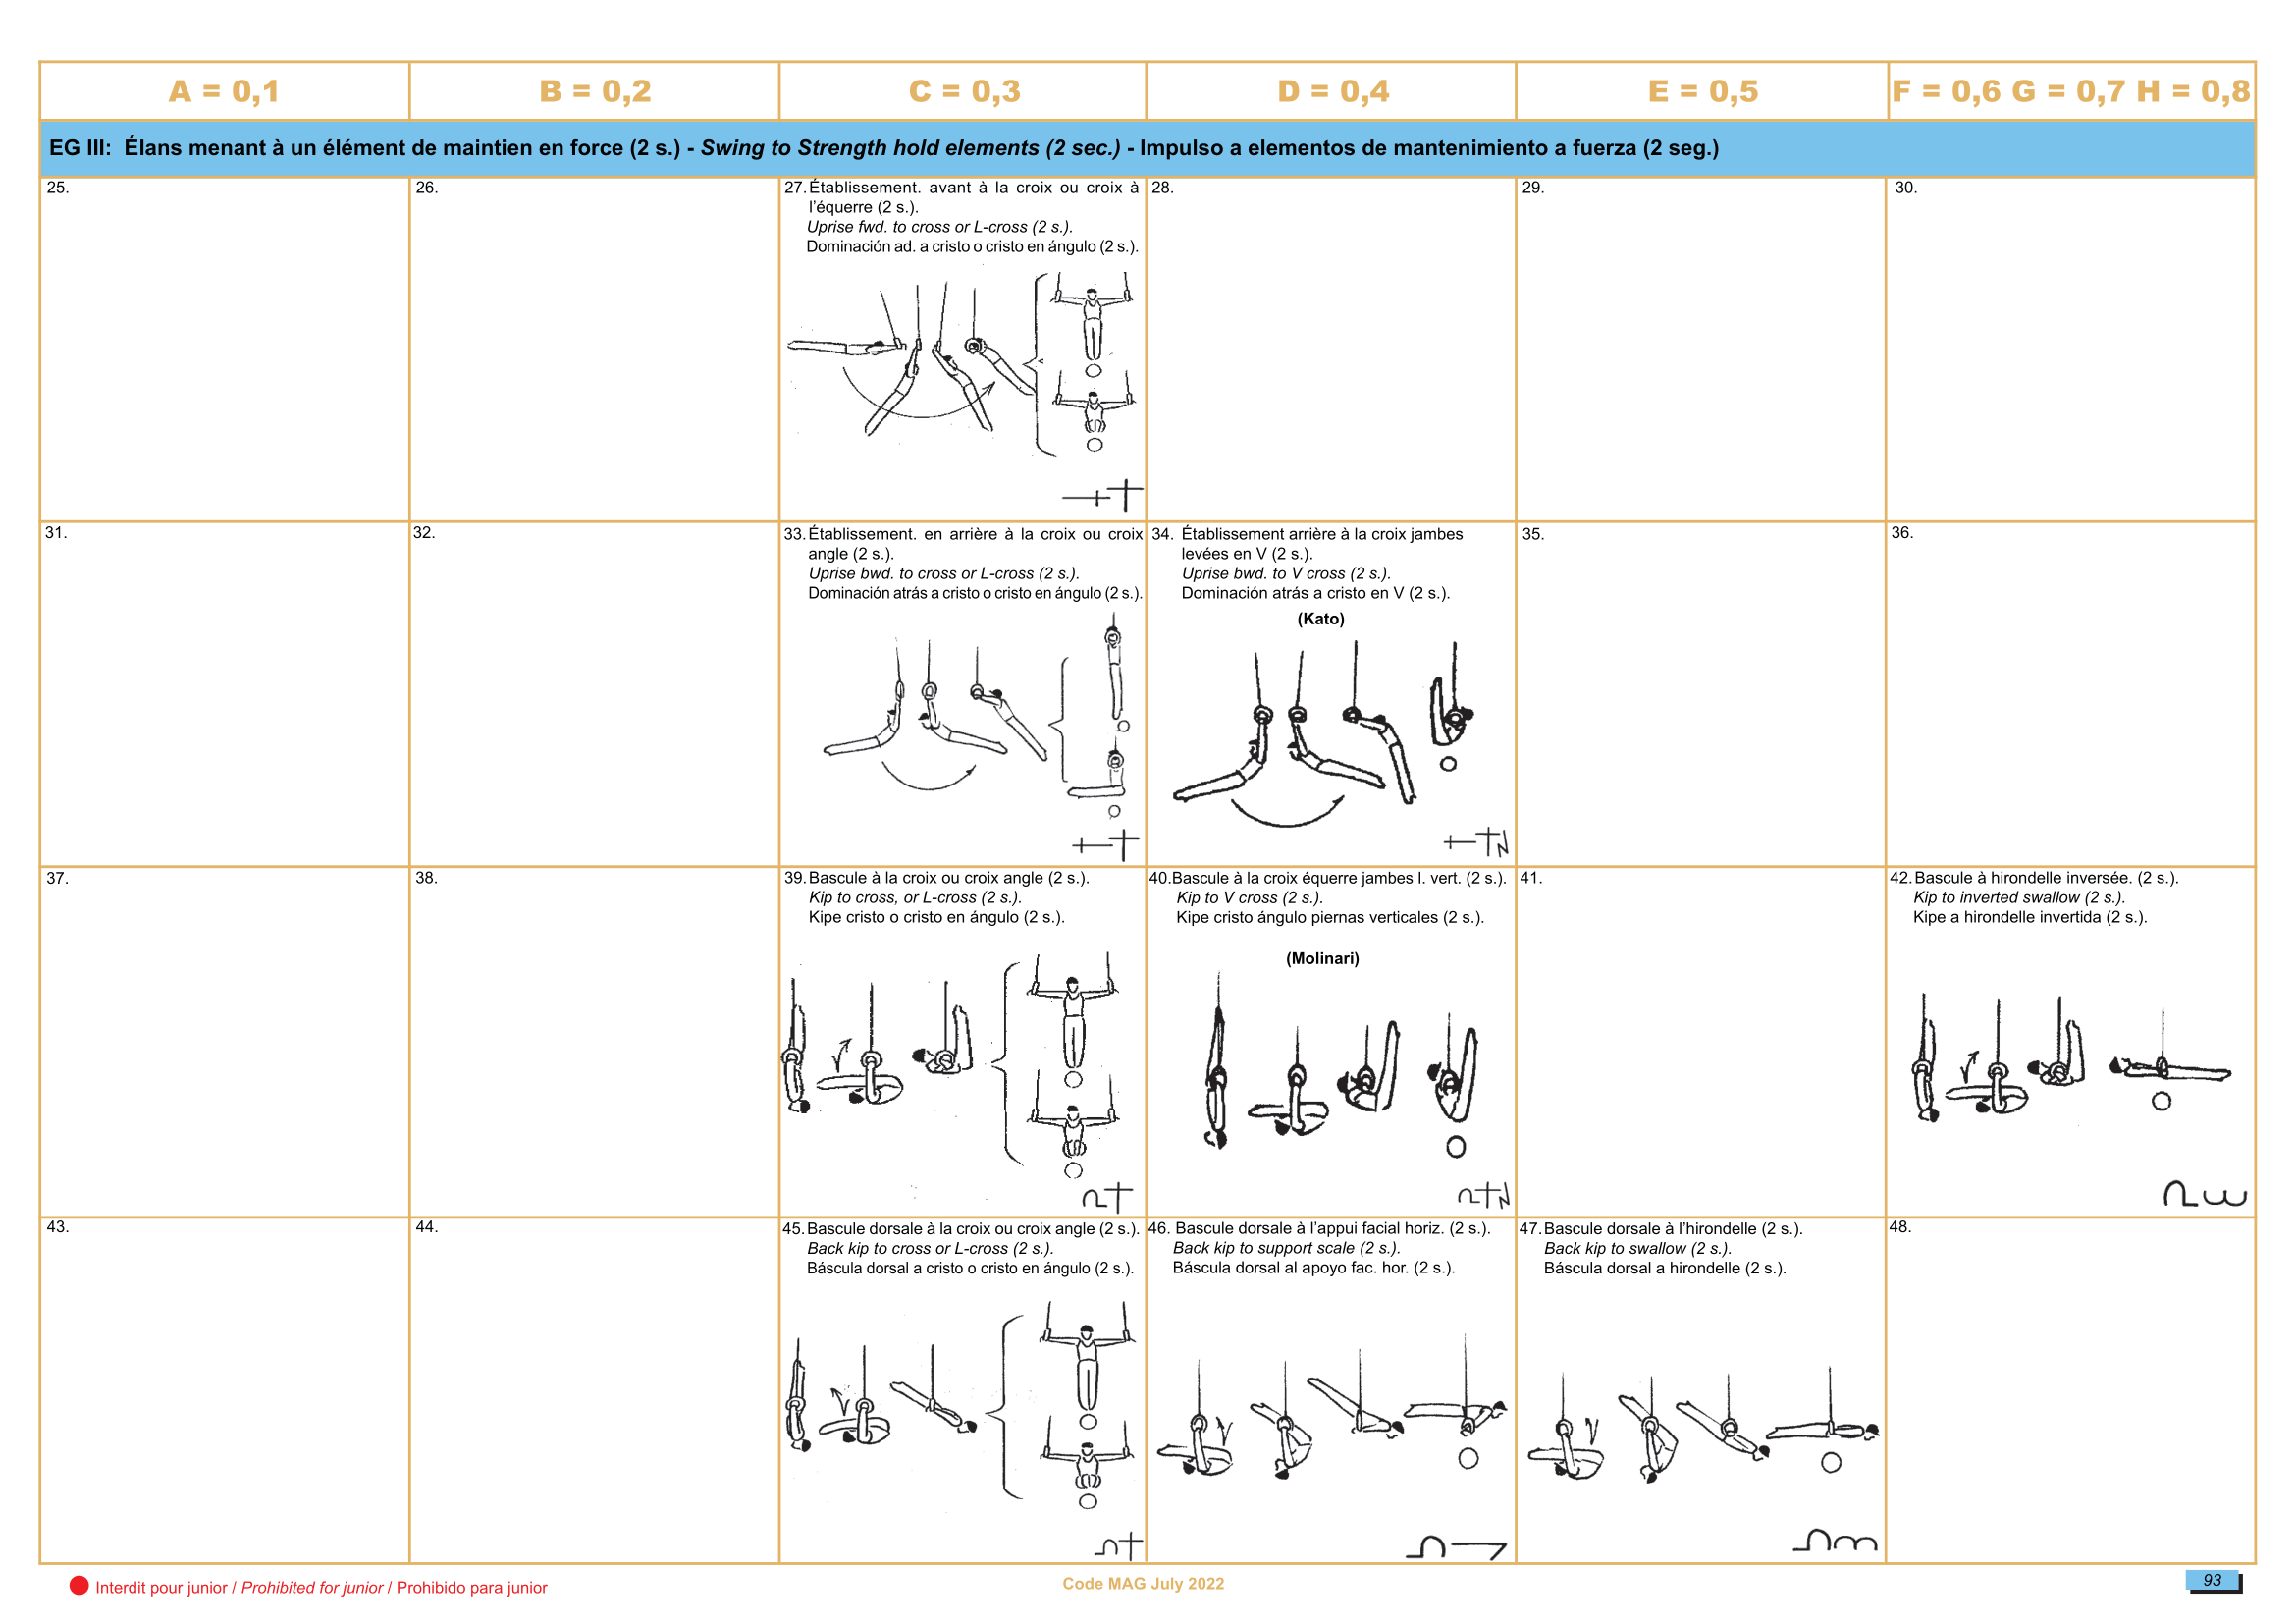 A = 0,1
B = 0,2
C = 0,3
D = 0,4
E = 0,5
F = 0,6 G = 0,7 H = 0,8
EG III: Élans menant à un élément de maintien en force (2 s.) - Swing to Strength hold elements (2 sec.) - Impulso a elementos de mantenimiento a fuerza (2 seg.)
25.
26.
27. Établissement. avant à la croix ou croix à
l'équerre (2 s.).
Uprise fwd. to cross or L-cross (2 s.).
Dominación ad. a cristo o cristo en ángulo (2 s.).
28.
29.
30.
31.
32.
33. Établissement. en arrière à la croix ou croix
angle (2 s.).
Uprise bwd. to cross or L-cross (2 s.).
Dominación atrás a cristo o cristo en ángulo (2 s.).
34. Établissement arrière à la croix jambes
levées en V (2 s.).
Uprise bwd. to V cross (2 s.).
Dominación atrás a cristo en V (2 s.).
(Kato)
35.
36.
37.
38.
39. Bascule à la croix ou croix angle (2 s.).
Kip to cross, or L-cross (2 s.).
Kipe cristo o cristo en ángulo (2 s.).
40.Bascule à la croix équerre jambes l. vert. (2 s.).
Kip to V cross (2 s.).
Kipe cristo ángulo piernas verticales (2 s.).
(Molinari)
41.
42. Bascule à hirondelle inversée. (2 s.).
Kip to inverted swallow (2 s.).
Kipe a hirondelle invertida (2 s.).
43.
44.
45. Bascule dorsale à la croix ou croix angle (2 s.).
Back kip to cross or L-cross (2 s.).
Báscula dorsal a cristo o cristo en ángulo (2 s.).
46. Bascule dorsale à l'appui facial horiz. (2 s.).
Back kip to support scale (2 s.).
Báscula dorsal al apoyo fac. hor. (2 s.).
47. Bascule dorsale à l'hirondelle (2 s.).
Back kip to swallow (2 s.).
Báscula dorsal a hirondelle (2 s.).
48.
Interdit pour junior / Prohibited for junior / Prohibido para junior
Code MAG July 2022
93